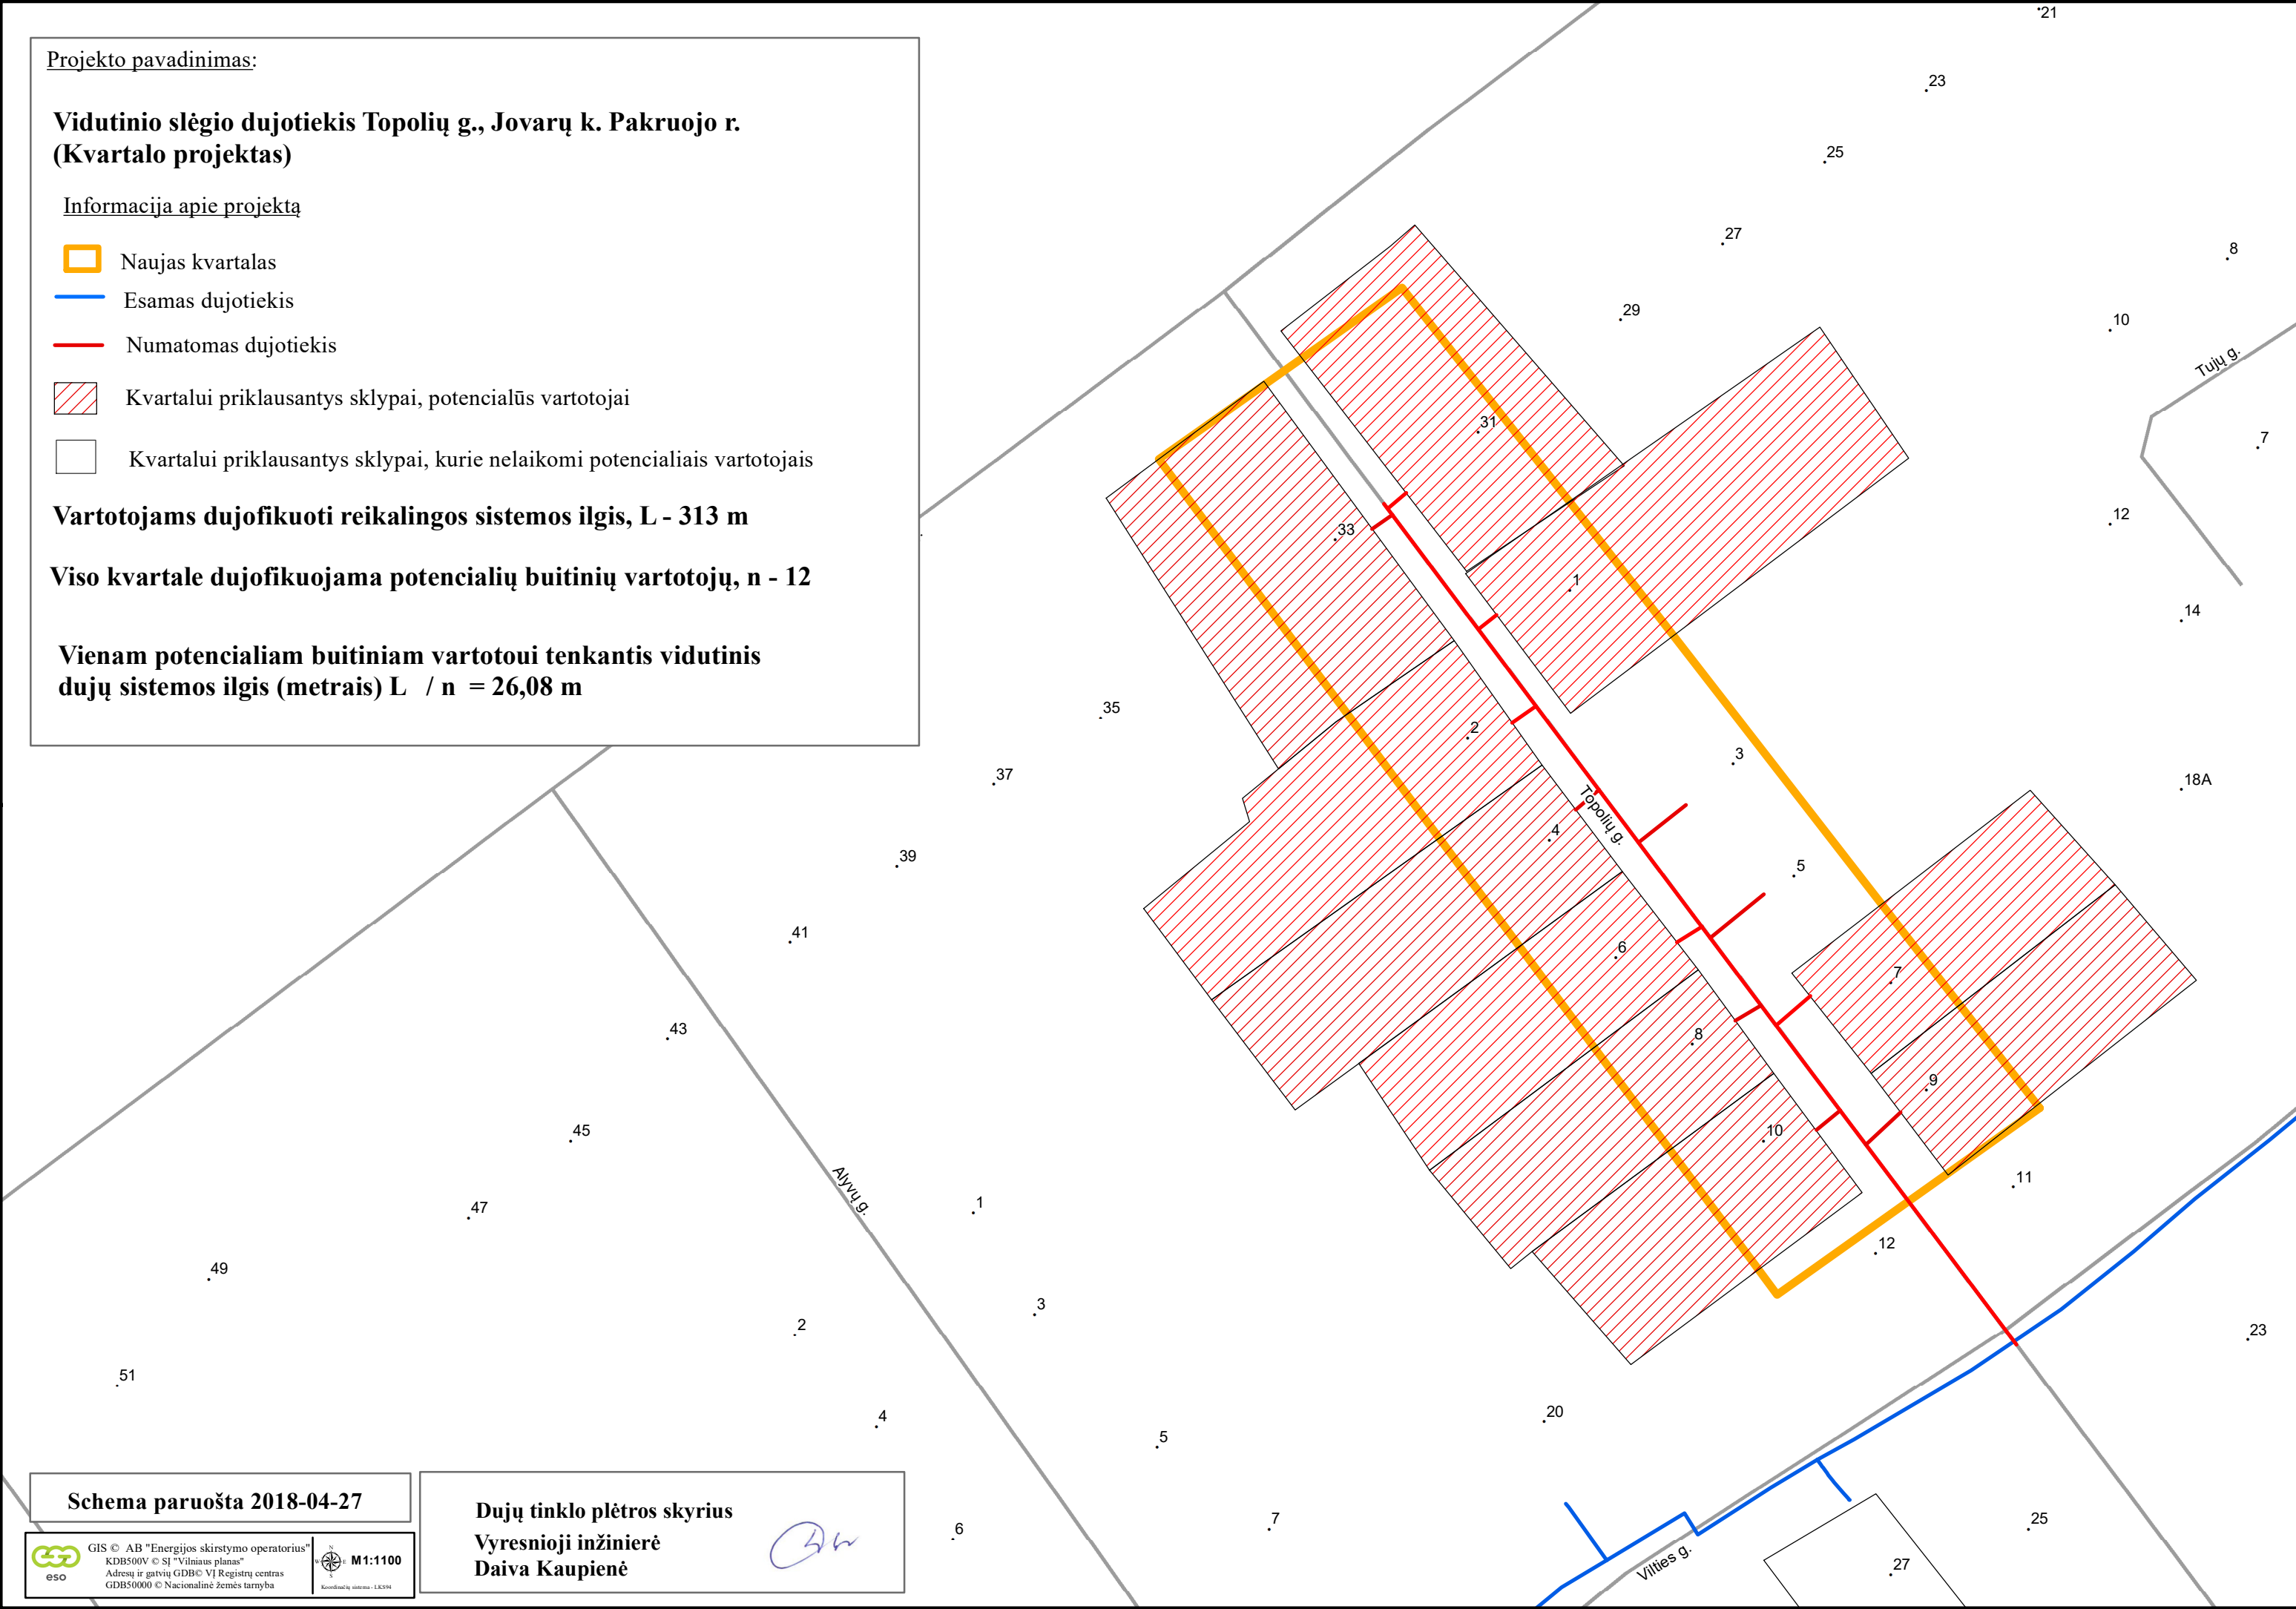 Projekto pavadinimas:
Vidutinio slėgio dujotiekis Topolių g., Jovarų k. Pakruojo r.
(Kvartalo projektas)
Informacija apie projektą
Naujas kvartalas
Esamas dujotiekis
Numatomas dujotiekis
Kvartalui priklausantys sklypai, potencialūs vartotojai
Kvartalui priklausantys sklypai, kurie nelaikomi potencialiais vartotojais
Vartotojams dujofikuoti reikalingos sistemos ilgis, L - 313 m
Viso kvartale dujofikuojama potencialių buitinių vartotojų, n - 12
Vienam potencialiam buitiniam vartotoui tenkantis vidutinis
dujų sistemos ilgis (metrais) L / n = 26,08 m
21
23
25
27
8
29
10
Tujų g.
31
7
33
12
1
14
35
2
3
37
18A
4
Topolių g.
39
5
41
6
7
43
8
9
45
10
Alyvų g.
11
1
47
12
49
3
2
23
51
4
20
5
7
6
25
Vilties g.
27
Schema paruošta 2018-04-27
eso
GIS © AB "Energijos skirstymo operatorius"
KDB500V © SĮ "Vilniaus planas"
Adresų ir gatvių GDB© VĮ Registrų centras
GDB50000 © Nacionalinė žemės tarnyba
N
W
E
S
M1:1100
Koordinačių sistema - LKS94
Dujų tinklo plėtros skyrius
Vyresnioji inžinierė
Daiva Kaupienė